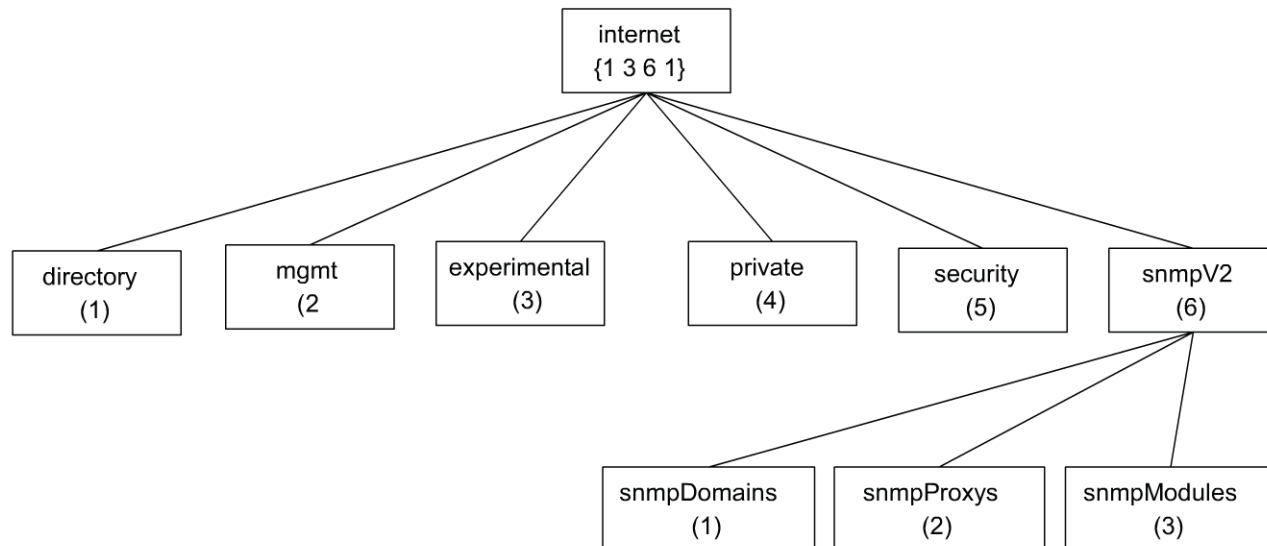 internet
{1 3 6 1}
directory
(1)
mgmt
(2
experimental
(3)
private
(4)
security
(5)
snmpV2
(6)
snmpDomains
(1)
snmpProxys
(2)
snmpModules
(3)